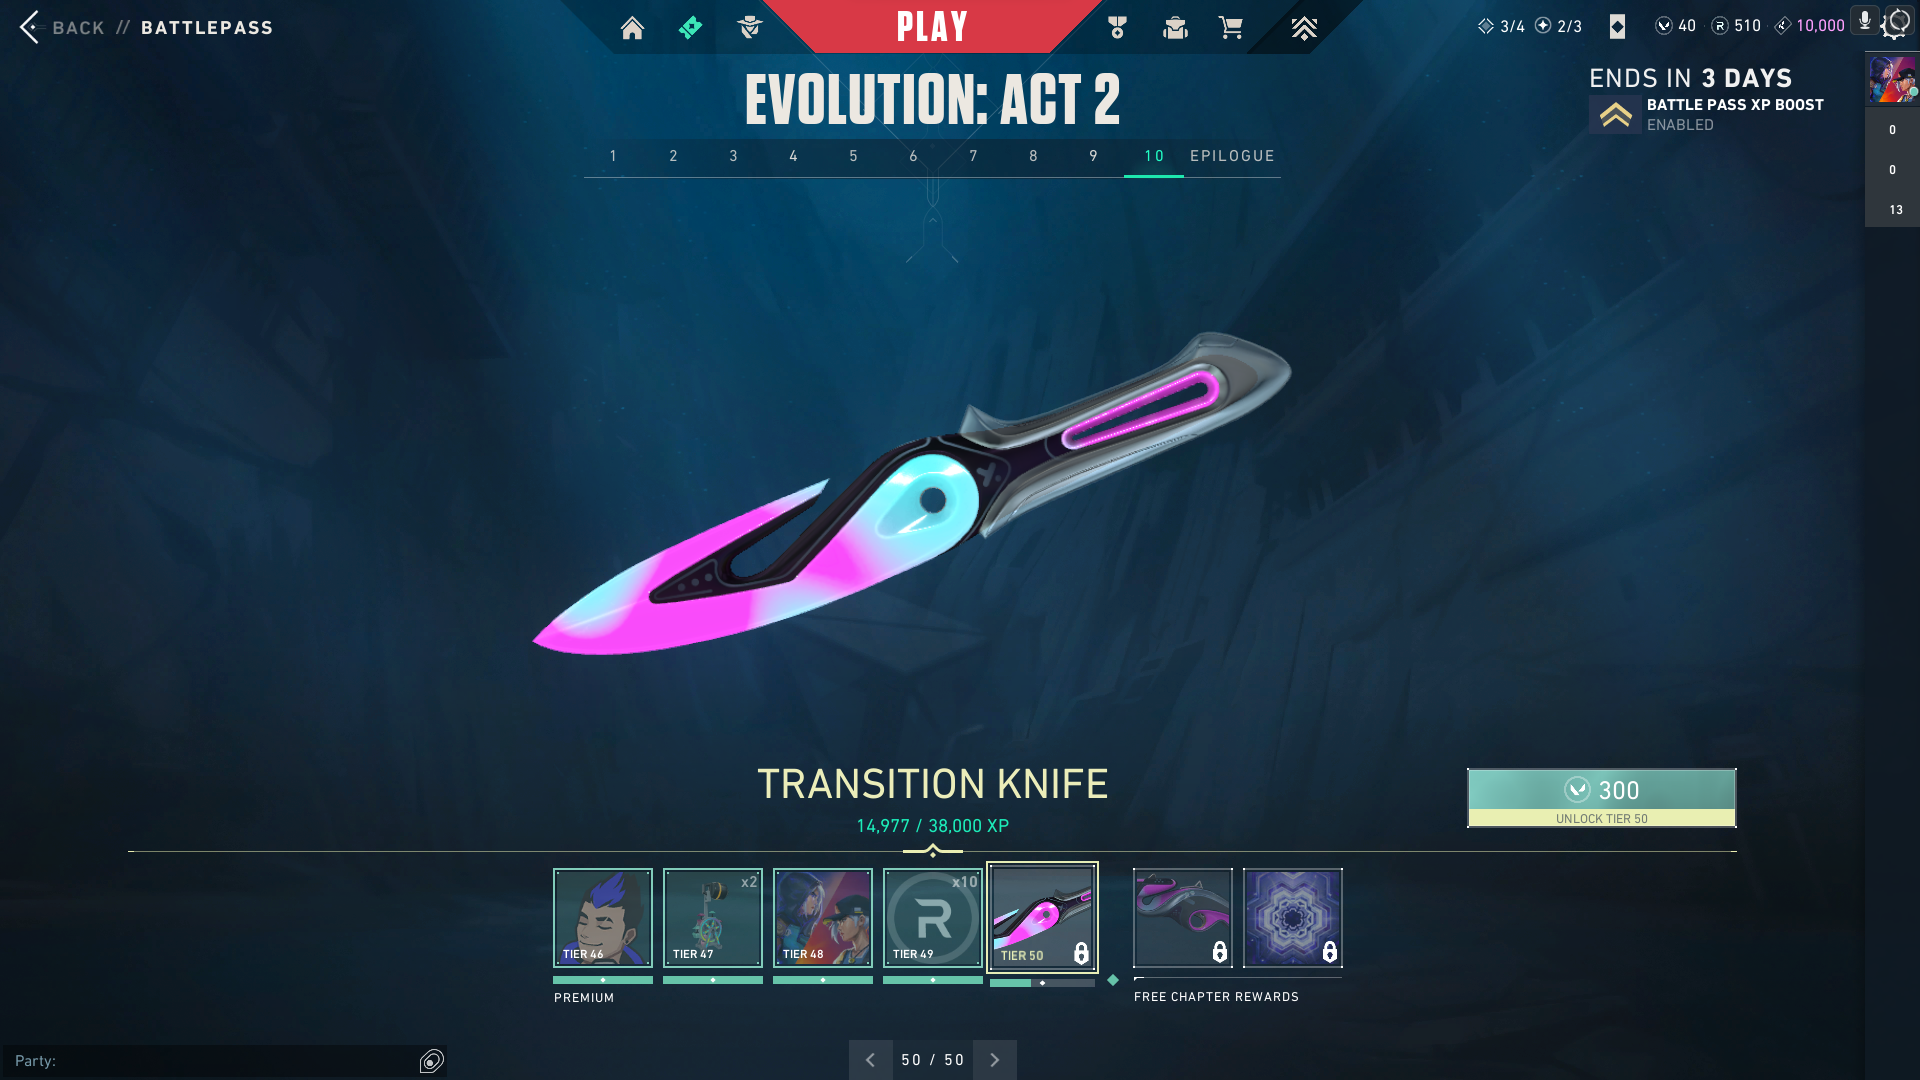 BACK // BATTLEPASS
PLAY
3/4 2/3 40 R 510 10,000
EVOLUTION: ACT 2
ENDS IN 3 DAYS
BATTLE PASS XP BOOST
ENABLED
1 2 3 4 5 6 7 8 9 10 EPILOGUE
0
0
13
TRANSITION KNIFE
14,977 / 38,000 XP
300
UNLOCK TIER 50
x2 x10
R
TIER 46 TIER 47 TIER 48 TIER 49 TIER 50
PREMIUM FREE CHAPTER REWARDS
Party: 50 / 50